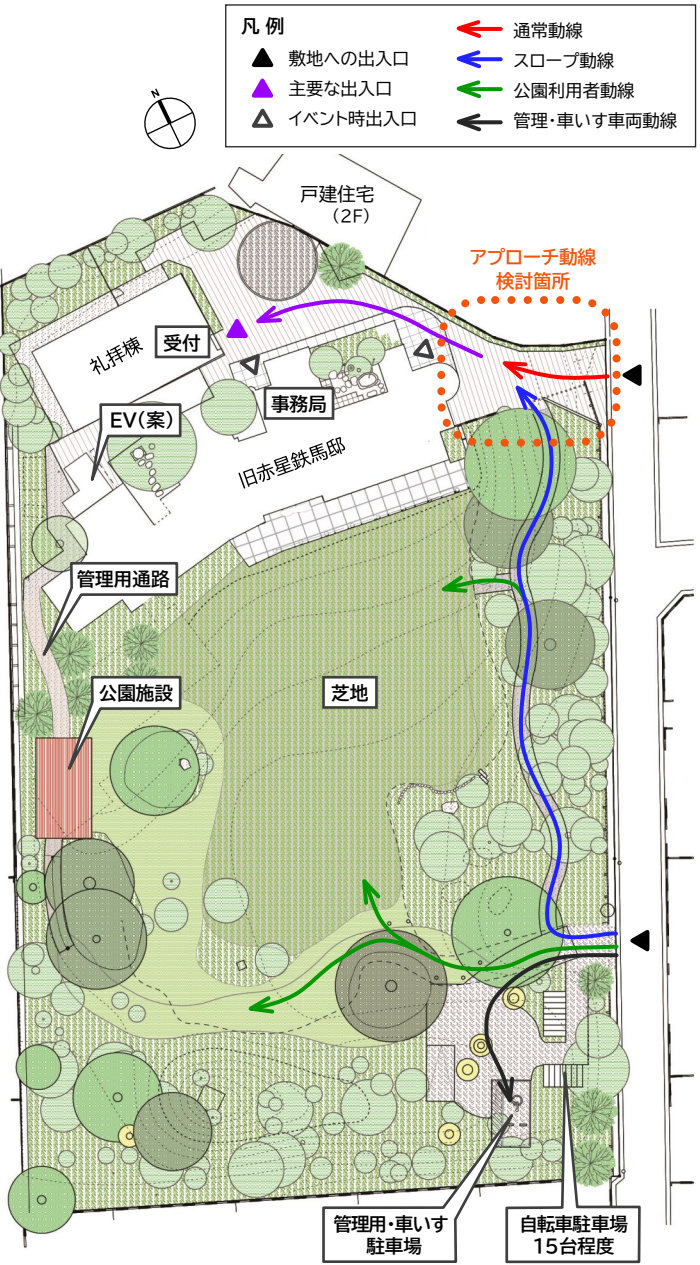 凡 例
敷地への出入口
主要な出入口
イベント時出入口
通常動線
スロープ動線
公園利用者動線
管理・車いす車両動線
N
戸建住宅
（2F）
アプローチ動線
検討箇所
礼拝棟
受付
事務局
EV(案)
旧赤星鉄馬邸
管理用通路
公園施設
芝地
管理用・車いす
駐車場
自転車駐車場
15台程度